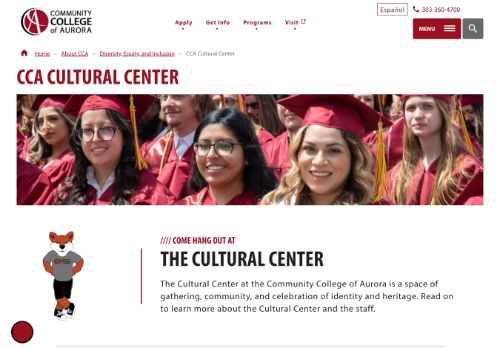 COMMUNITY
COLLEGE
of AURORA
Español 303-360-4700
Apply Get Info Programs Visit
MENU
Home – About CCA – Diversity, Equity, and Inclusion – CCA Cultural Center
CCA CULTURAL CENTER
//// COME HANG OUT AT
THE CULTURAL CENTER
The Cultural Center at the Community College of Aurora is a space of
gathering, community, and celebration of identity and heritage. Read on
to learn more about the Cultural Center and the staff.